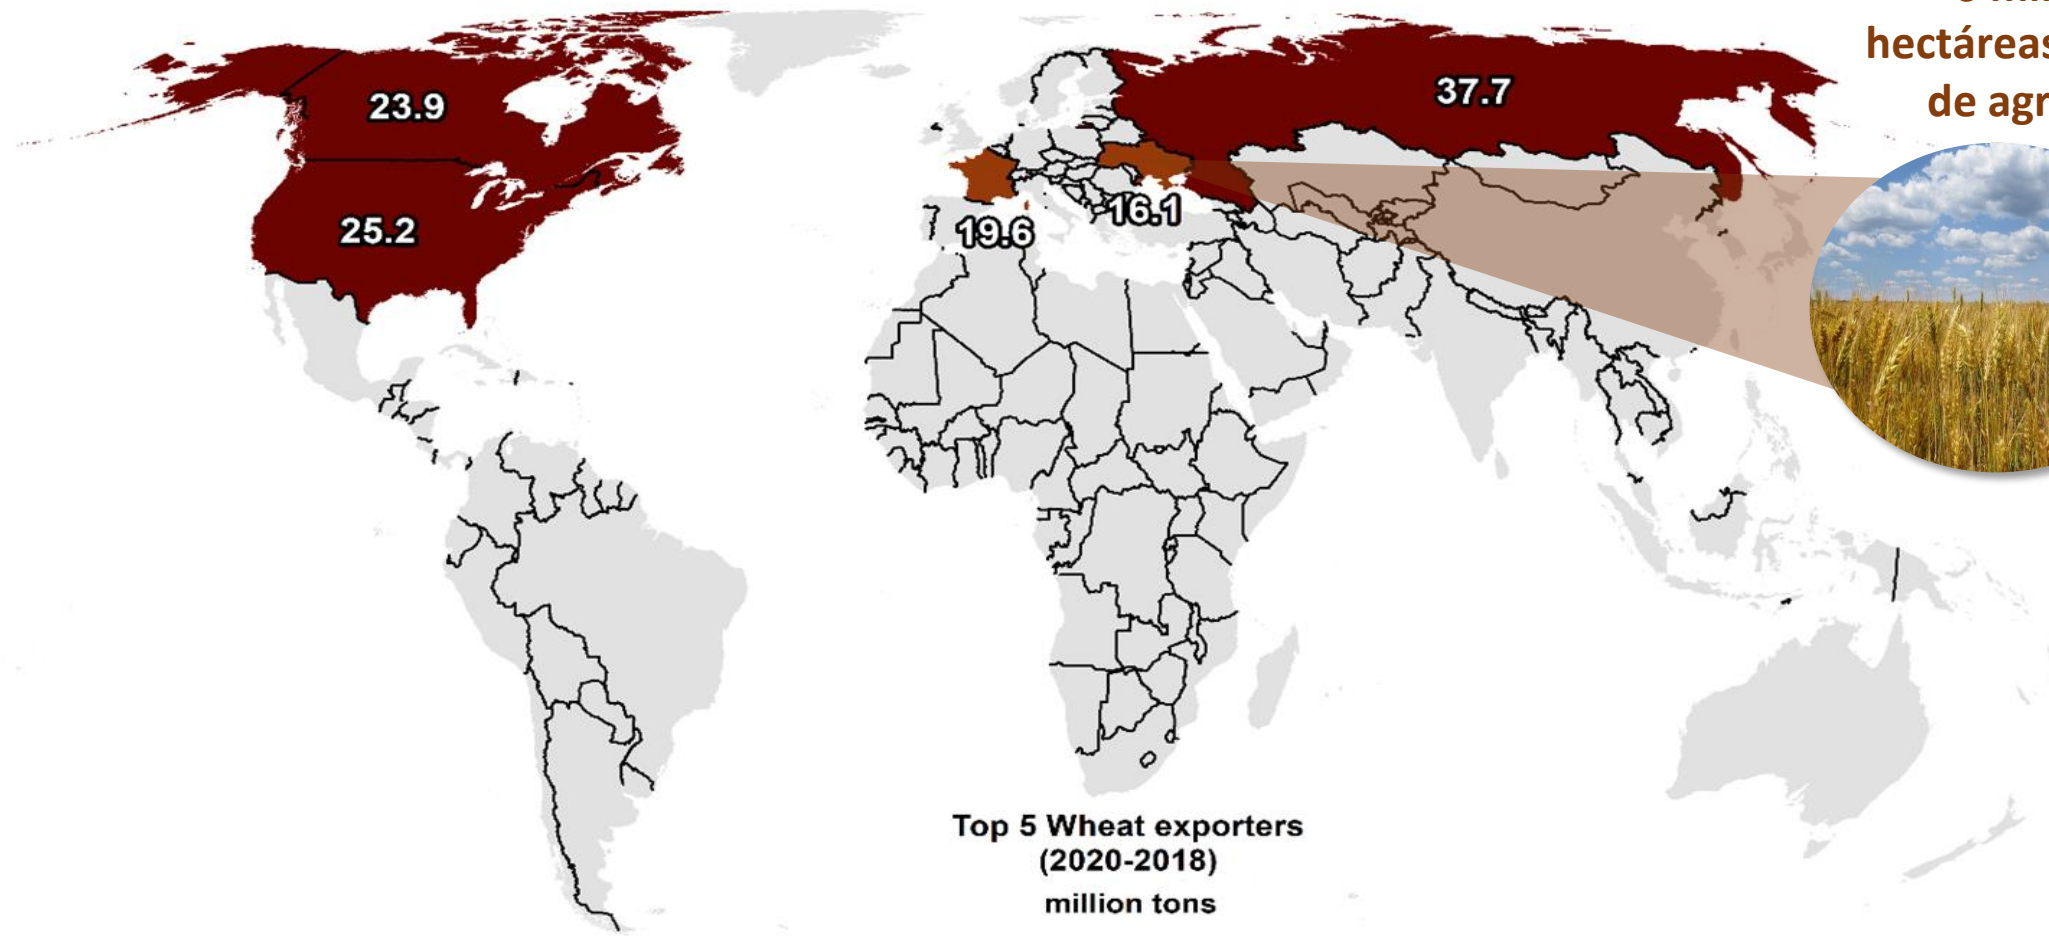 hectáreas
de agr
23.9
37.7
25.2
16.1
19.6
Top 5 Wheat exporters
(2020-2018)
million tons